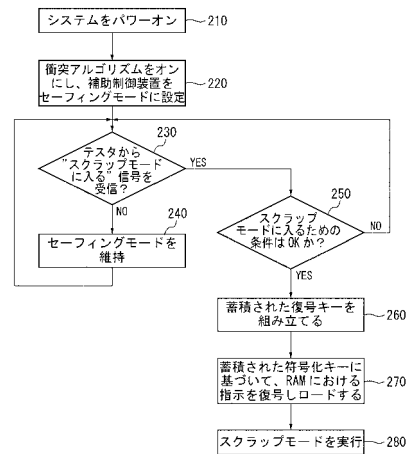 システムをパワーオン
210
衝突アルゴリズムをオン
にし、補助制御装置を
セーフィングモードに設定
220
230
テスタから
"スクラップモード
に入る"信号を
受信?
YES
NO
240
セーフィングモードを
維持
250
スクラップ
モードに入るための
条件はOKか?
NO
YES
蓄積された復号キーを
組み立てる
260
蓄積された符号化キーに
基づいて、RAMにおける
指示を復号しロードする
270
スクラップモードを実行
280